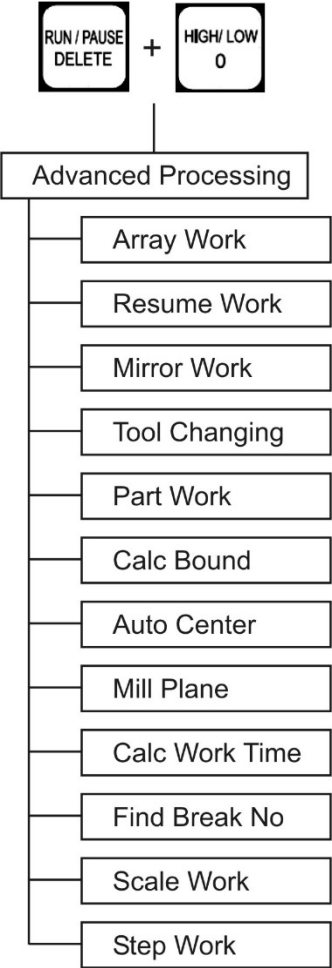 RUN / PAUSE
DELETE
+
HIGH/ LOW
0
Advanced Processing
Array Work
Resume Work
Mirror Work
Tool Changing
Part Work
Calc Bound
Auto Center
Mill Plane
Calc Work Time
Find Break No
Scale Work
Step Work